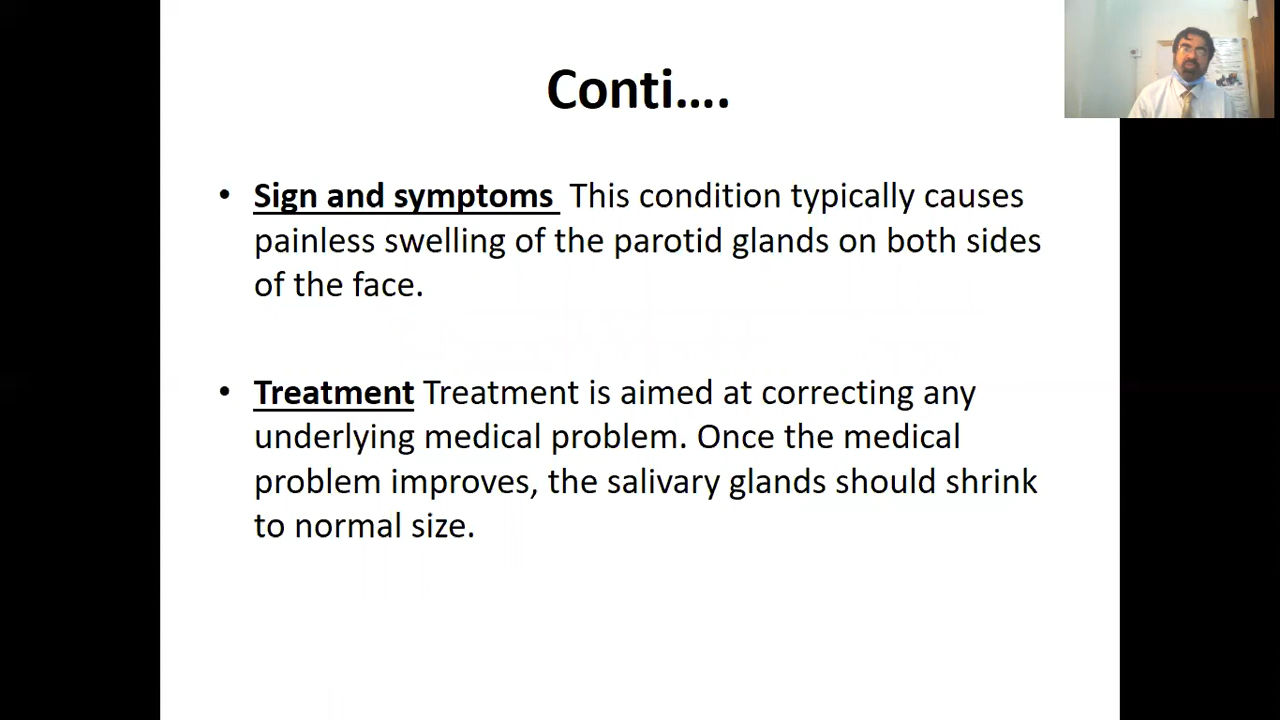 Conti....
• Sign and symptoms This condition typically causes
painless swelling of the parotid glands on both sides
of the face.
• Treatment Treatment is aimed at correcting any
underlying medical problem. Once the medical
problem improves, the salivary glands should shrink
to normal size.